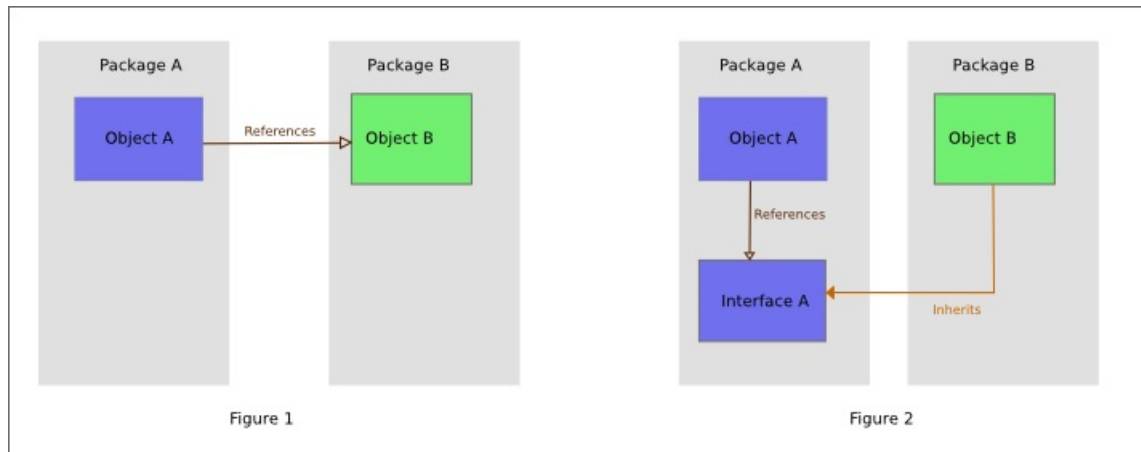 Package A
Package B
Object A
References
Object B
Figure 1
Package A
Package B
Object A
Object B
References
Interface A
Inherits
Figure 2